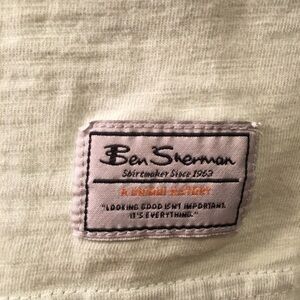 Ben Sherman
Shirtmaker Since 1963
"LOOKING GOOD ISN'T IMPORTANT,
IT'S EVERYTHING."